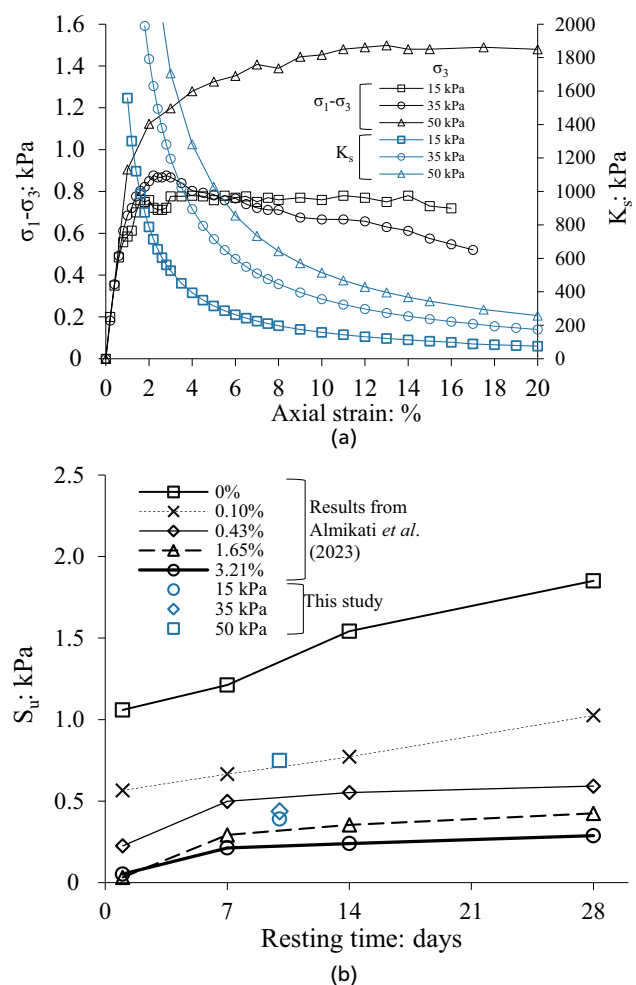 1.6
1.4
1.2
1.0
0.8
0.6
0.4
0.2
0
σ1-σ3: kPa
2000
1800
1600
1400
1200
1000
800
600
400
200
0
Ks: kPa
σ3
σ1-σ3
15 kPa
35 kPa
50 kPa
Ks
15 kPa
35 kPa
50 kPa
0 2 4 6 8 10 12 14 16 18 20
Axial strain: %
(a)
2.5
2.0
1.5
1.0
0.5
0
Su: kPa
0%
0.10%
0.43%
1.65%
3.21%
Results from
Almikati et al.
(2023)
15 kPa
35 kPa
50 kPa
This study
0 7 14 21 28
Resting time: days
(b)